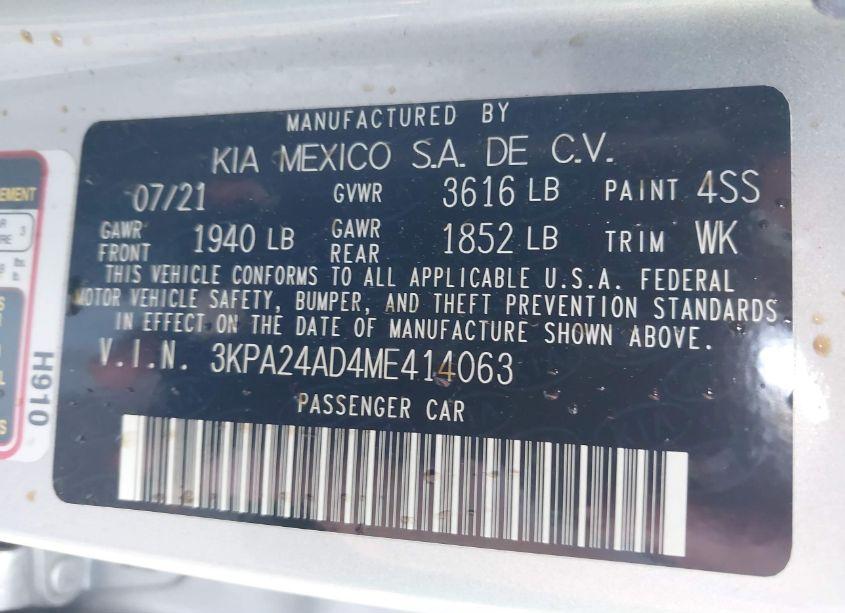 MANUFACTURED BY
KIA MEXICO S.A. DE C.V.
07/21 GVWR 3616 LB PAINT 4SS
GAWR FRONT 1940 LB GAWR REAR 1852 LB TRIM WK
THIS VEHICLE CONFORMS TO ALL APPLICABLE U.S.A. FEDERAL
MOTOR VEHICLE SAFETY, BUMPER, AND THEFT PREVENTION STANDARDS
IN EFFECT ON THE DATE OF MANUFACTURE SHOWN ABOVE.
V.I.N. 3KPA24AD4ME414063
PASSENGER CAR
H910